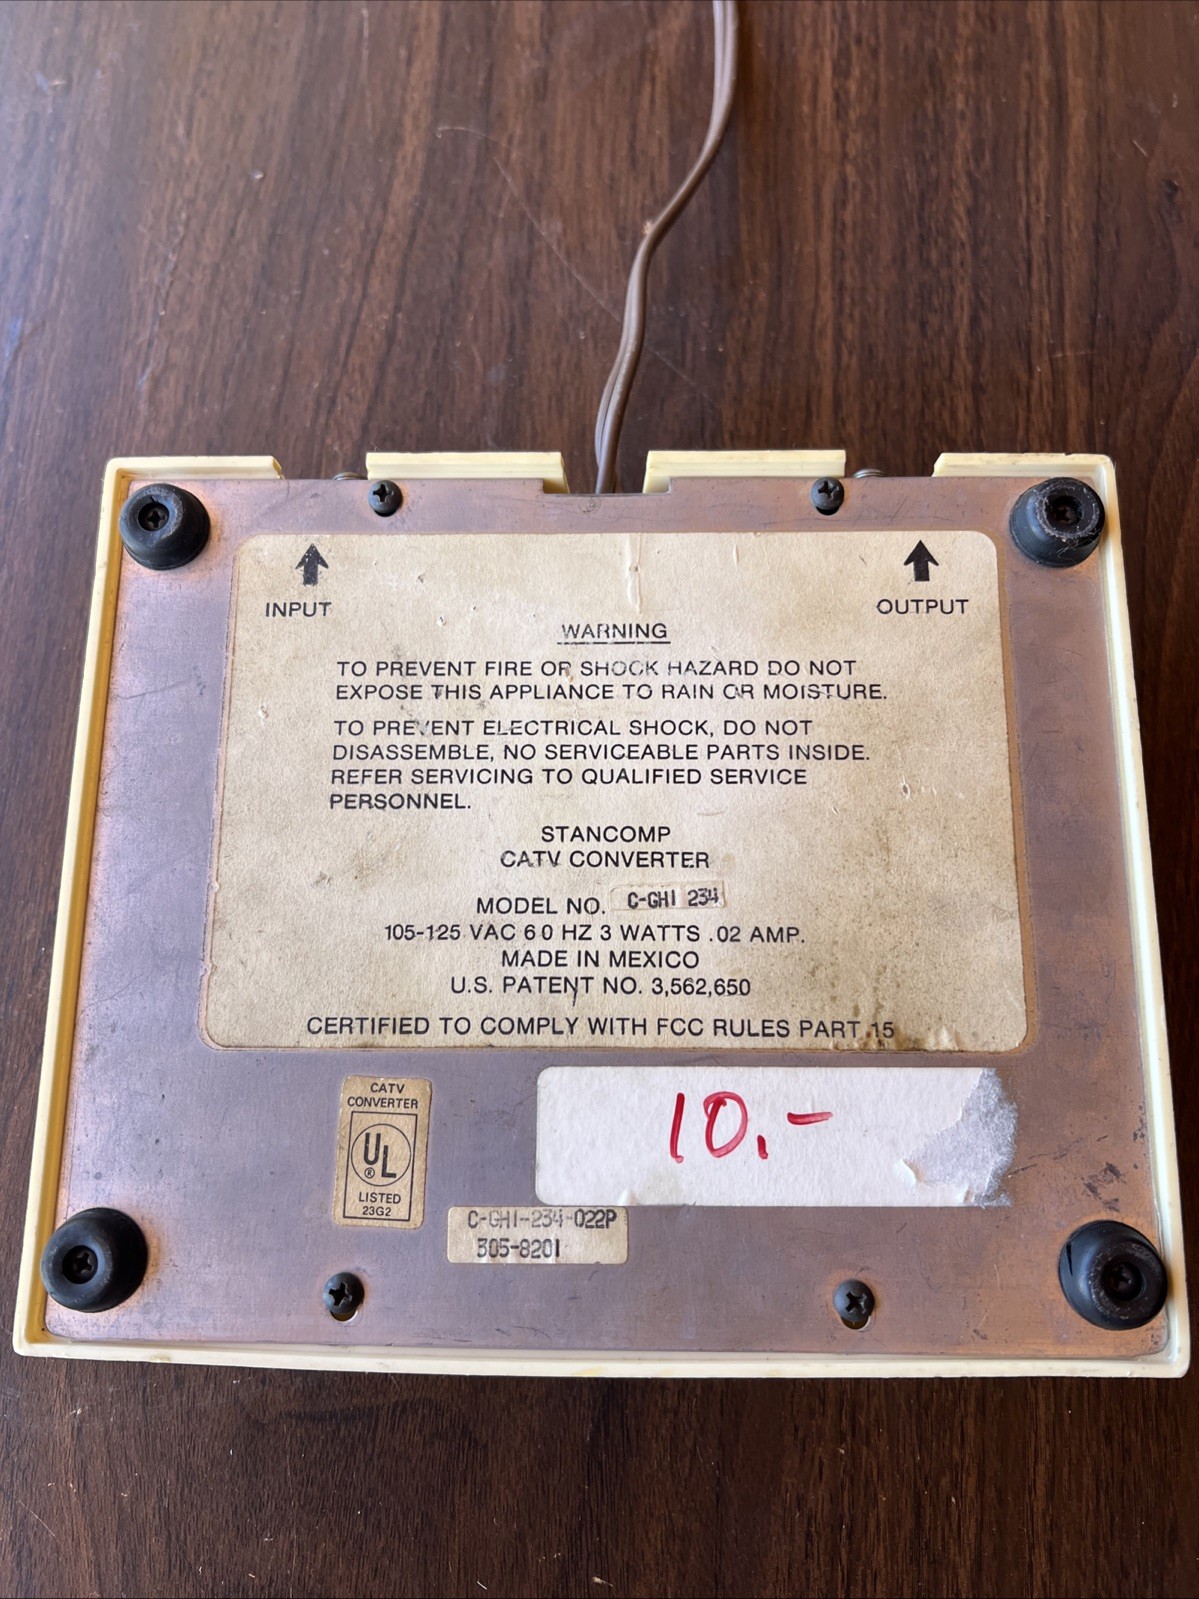 INPUT
OUTPUT
WARNING
TO PREVENT FIRE OR SHOCK HAZARD DO NOT
EXPOSE THIS APPLIANCE TO RAIN OR MOISTURE.
TO PREVENT ELECTRICAL SHOCK, DO NOT
DISASSEMBLE, NO SERVICEABLE PARTS INSIDE.
REFER SERVICING TO QUALIFIED SERVICE
PERSONNEL.
STANCOMP
CATV CONVERTER
MODEL NO. C-GHI 234
105-125 VAC 60 HZ 3 WATTS .02 AMP.
MADE IN MEXICO
U.S. PATENT NO. 3,562,650
CERTIFIED TO COMPLY WITH FCC RULES PART 15
CATV
CONVERTER
UL
®
LISTED
23G2
10.-
C-GHI-234-022P
305-8201